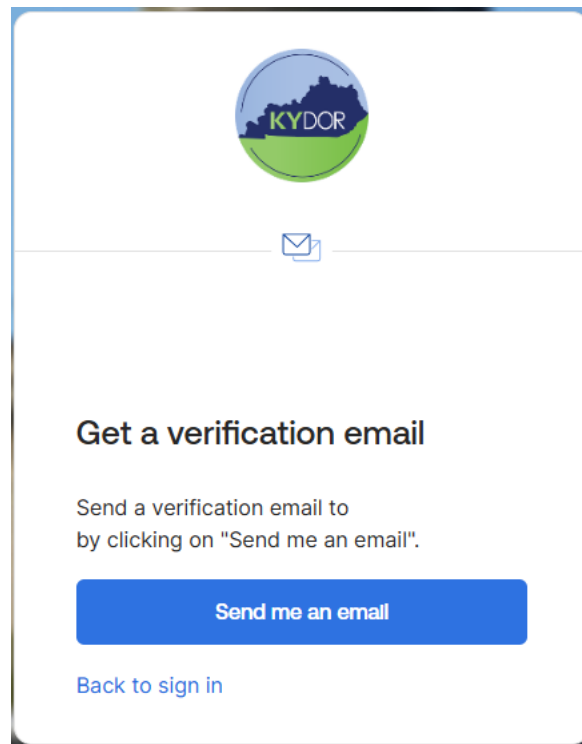 KYDOR
Get a verification email
Send a verification email to
by clicking on "Send me an email".
Send me an email
Back to sign in